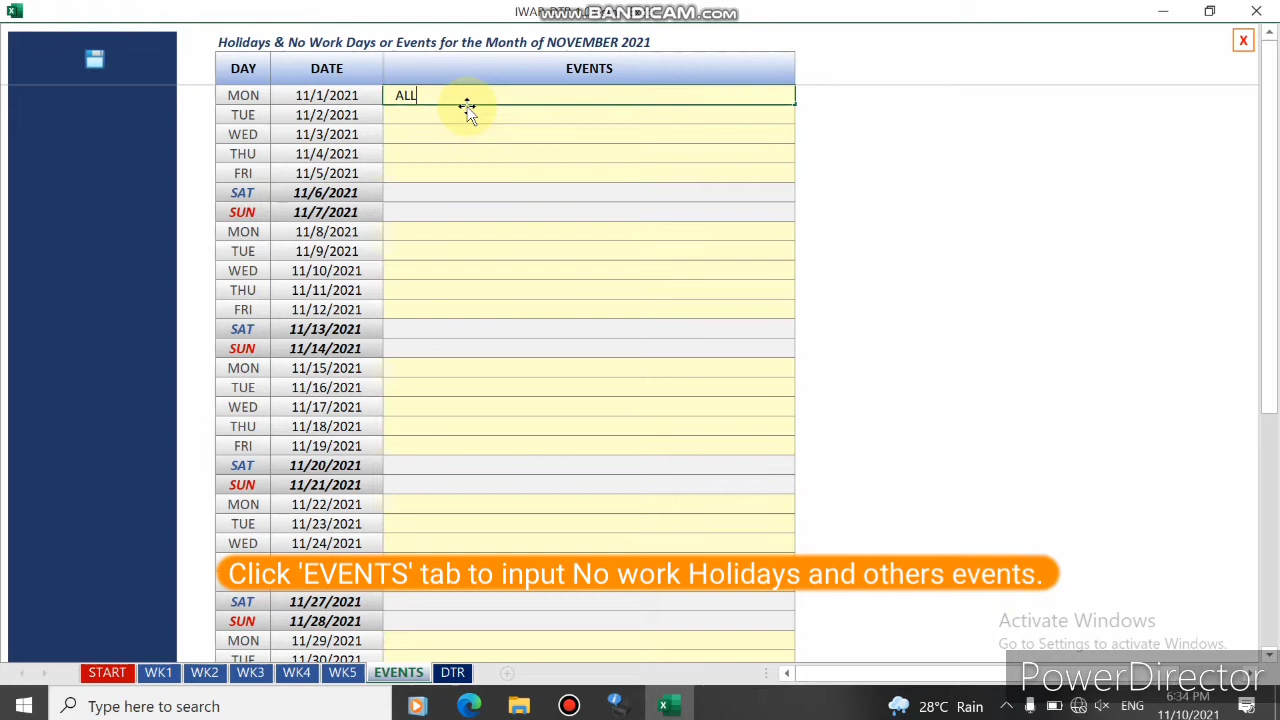 www.BANDICAM.com
Holidays & No Work Days or Events for the Month of NOVEMBER 2021
X
DAY DATE EVENTS
MON 11/1/2021 ALL
TUE 11/2/2021
WED 11/3/2021
THU 11/4/2021
FRI 11/5/2021
SAT 11/6/2021
SUN 11/7/2021
MON 11/8/2021
TUE 11/9/2021
WED 11/10/2021
THU 11/11/2021
FRI 11/12/2021
SAT 11/13/2021
SUN 11/14/2021
MON 11/15/2021
TUE 11/16/2021
WED 11/17/2021
THU 11/18/2021
FRI 11/19/2021
SAT 11/20/2021
SUN 11/21/2021
MON 11/22/2021
TUE 11/23/2021
WED 11/24/2021
Click 'EVENTS' tab to input No work Holidays and others events.
SAT 11/27/2021
SUN 11/28/2021
MON 11/29/2021
TUE 11/30/2021
Activate Windows
Go to Settings to activate Windows.
START WK1 WK2 WK3 WK4 WK5 EVENTS DTR
PowerDirector
Type here to search
28°C Rain
ENG
6:34 PM
11/10/2021